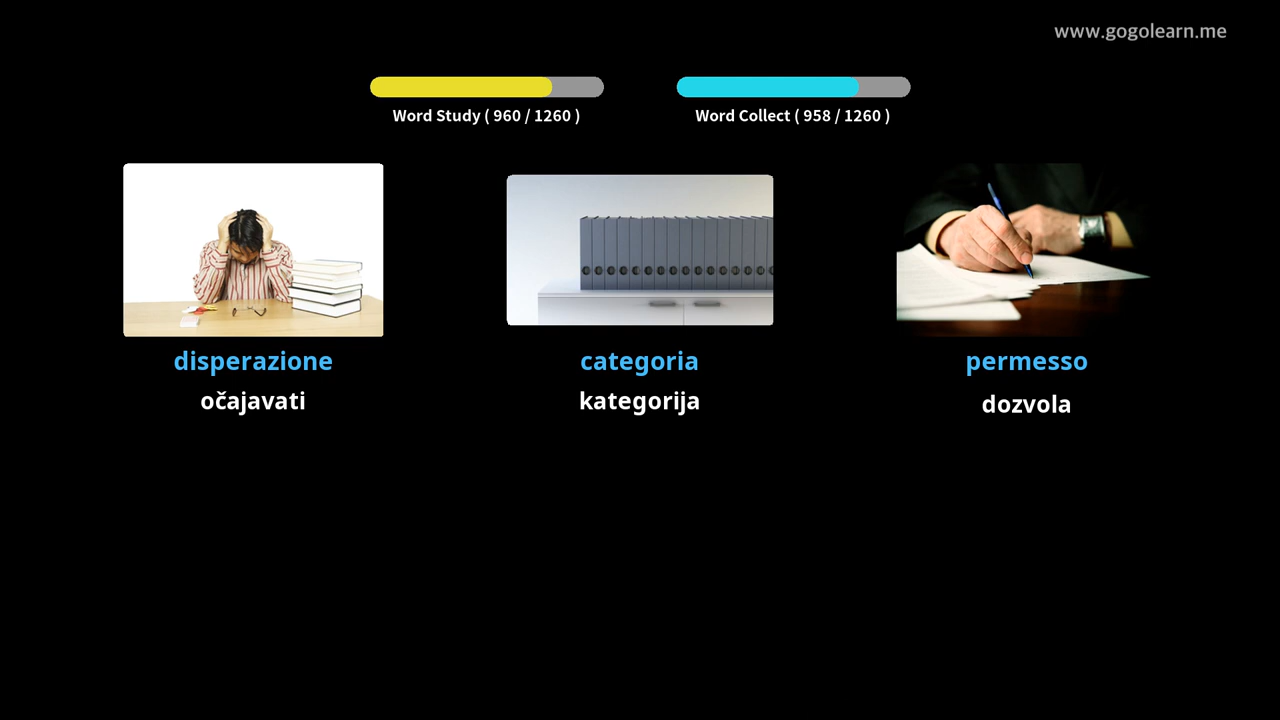 www.gogolearn.me
Word Study ( 960 / 1260 )
Word Collect ( 958 / 1260 )
disperazione
očajavati
categoria
kategorija
permesso
dozvola